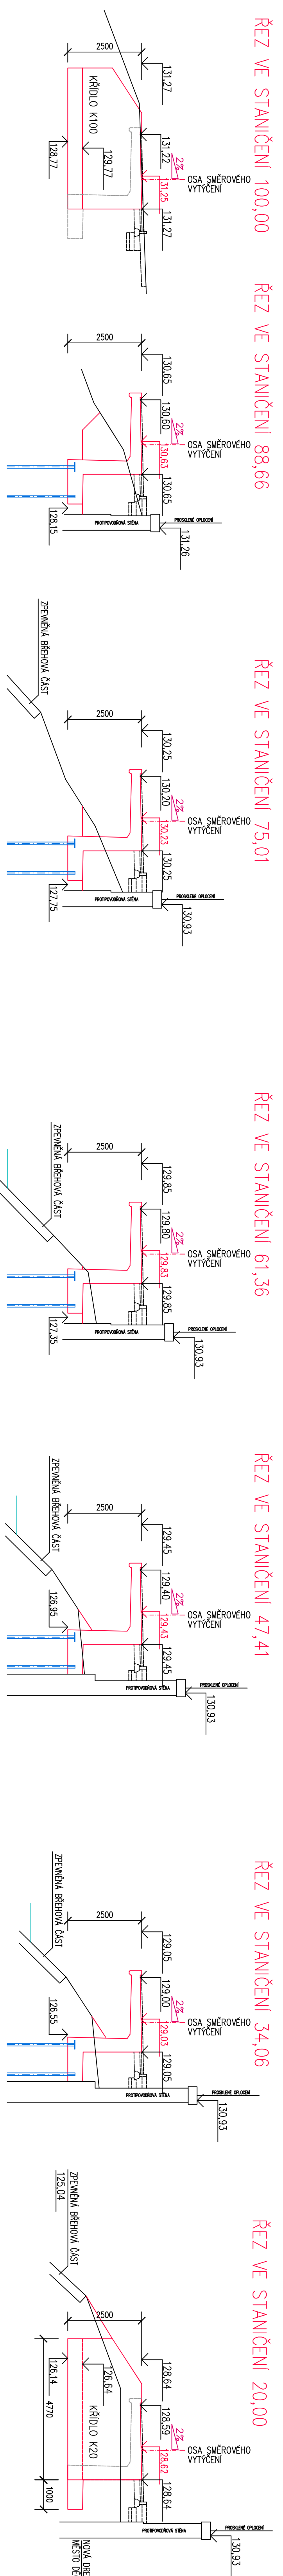 ŘEZ VE STANIČENÍ 100,00
2500
131,27
131,22
2%
131,25
131,27
OSA SMĚROVÉHO
VYTÝČENÍ
KŘÍDLO K100
129,77
128,77
ŘEZ VE STANIČENÍ 88,66
2500
130,65
130,60
2%
130,63
130,65
OSA SMĚROVÉHO
VYTÝČENÍ
128,15
PROTIPOVODŇOVÁ STĚNA
PROSKLENÉ OPLOCENÍ
131,26
ŘEZ VE STANIČENÍ 75,01
ZPEVNĚNÁ BŘEHOVÁ ČÁST
2500
130,25
130,20
2%
130,23
130,25
OSA SMĚROVÉHO
VYTÝČENÍ
127,75
PROTIPOVODŇOVÁ STĚNA
PROSKLENÉ OPLOCENÍ
130,93
ŘEZ VE STANIČENÍ 61,36
ZPEVNĚNÁ BŘEHOVÁ ČÁST
2500
129,85
129,80
2%
129,83
129,85
OSA SMĚROVÉHO
VYTÝČENÍ
127,35
PROTIPOVODŇOVÁ STĚNA
PROSKLENÉ OPLOCENÍ
130,93
ŘEZ VE STANIČENÍ 47,41
ZPEVNĚNÁ BŘEHOVÁ ČÁST
2500
129,45
129,40
2%
129,43
129,45
OSA SMĚROVÉHO
VYTÝČENÍ
126,95
PROTIPOVODŇOVÁ STĚNA
PROSKLENÉ OPLOCENÍ
130,93
ŘEZ VE STANIČENÍ 34,06
ZPEVNĚNÁ BŘEHOVÁ ČÁST
2500
129,05
129,00
2%
129,03
129,05
OSA SMĚROVÉHO
VYTÝČENÍ
126,55
PROTIPOVODŇOVÁ STĚNA
PROSKLENÉ OPLOCENÍ
130,93
ŘEZ VE STANIČENÍ 20,00
ZPEVNĚNÁ BŘEHOVÁ ČÁST
125,04
2500
128,64
128,59
2%
128,62
128,64
OSA SMĚROVÉHO
VYTÝČENÍ
126,64
KŘÍDLO K20
126,14
4770
1000
PROTIPOVODŇOVÁ STĚNA
PROSKLENÉ OPLOCENÍ
130,93
NOVÁ
MĚSTO